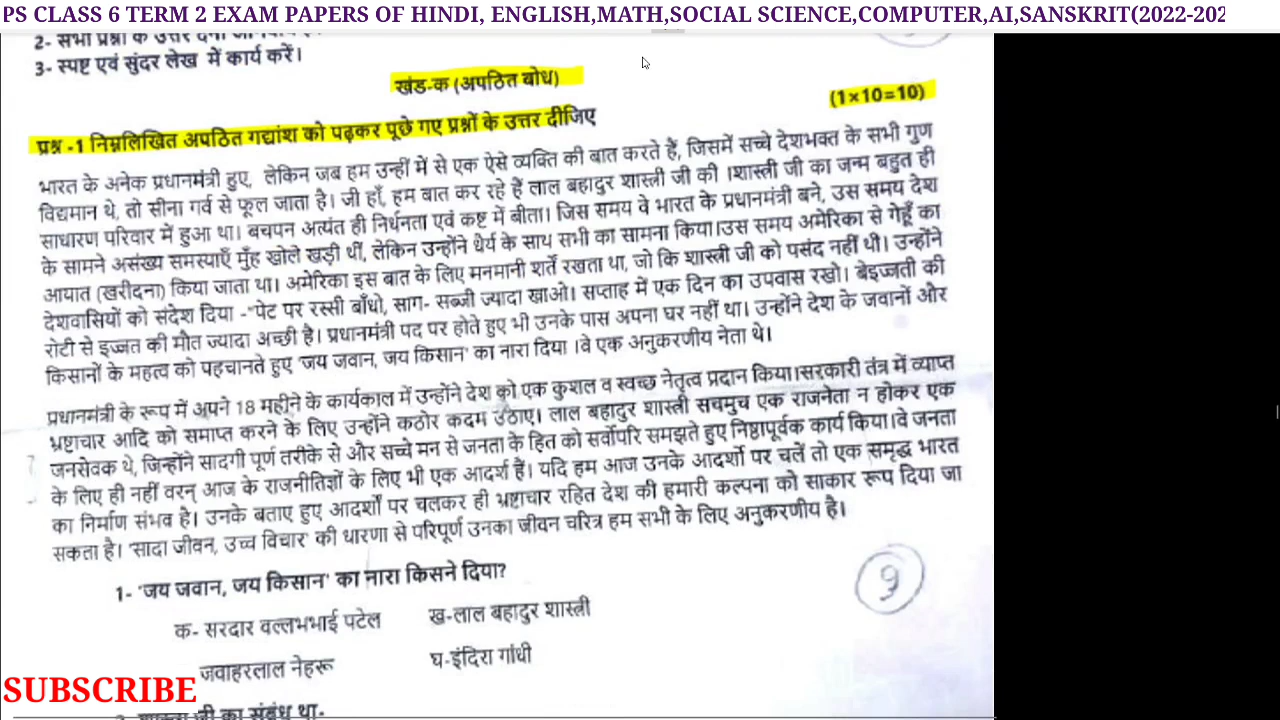 PS CLASS 6 TERM 2 EXAM PAPERS OF HINDI, ENGLISH,MATH,SOCIAL SCIENCE,COMPUTER,AI,SANSKRIT(2022-202
2- सभी प्रश्नों के उत्तर देना
3- स्पष्ट एवं सुंदर लेख में कार्य करें।
खंड-क (अपठित बोध)
(1×10=10)
प्रश्न -1 निम्नलिखित अपठित गद्यांश को पढ़कर पूछे गए प्रश्नों के उत्तर दीजिए
भारत के अनेक प्रधानमंत्री हुए, लेकिन जब हम उन्हीं में से एक ऐसे व्यक्ति की बात करते हैं, जिसमें सच्चे देशभक्त के सभी गुण
विद्यमान थे, तो सीना गर्व से फूल जाता है। जी हाँ, हम बात कर रहे हैं लाल बहादुर शास्त्री जी की ।शास्त्री जी का जन्म बहुत ही
साधारण परिवार में हुआ था। बचपन अत्यंत ही निर्धनता एवं कष्ट में बीता। जिस समय वे भारत के प्रधानमंत्री बने, उस समय देश
के सामने असंख्य समस्याएँ मुँह खोले खड़ी थीं, लेकिन उन्होंने धैर्य के साथ सभी का सामना किया।उस समय अमेरिका से गेहूँ का
आयात (खरीदना) किया जाता था। अमेरिका इस बात के लिए मनमानी शर्ते रखता था, जो कि शास्त्री जी को पसंद नहीं थी। उन्होंने
देशवासियों को संदेश दिया -"पेट पर रस्सी बाँधो, साग- सब्जी ज्यादा खाओ। सप्ताह में एक दिन का उपवास रखो। बेइज्जती की
रोटी से इज्जत की मौत ज्यादा अच्छी है। प्रधानमंत्री पद पर होते हुए भी उनके पास अपना घर नहीं था। उन्होंने देश के जवानों और
किसानों के महत्व को पहचानते हुए 'जय जवान, जय किसान' का नारा दिया ।वे एक अनुकरणीय नेता थे।
प्रधानमंत्री के रूप में अपने 18 महीने के कार्यकाल में उन्होंने देश को एक कुशल व स्वच्छ नेतृत्व प्रदान किया।सरकारी तंत्र में व्याप्त
भ्रष्टाचार आदि को समाप्त करने के लिए उन्होंने कठोर कदम उठाए। लाल बहादुर शास्त्री सचमुच एक राजनेता न होकर एक
जनसेवक थे, जिन्होंने सादगी पूर्ण तरीके से और सच्चे मन से जनता के हित को सर्वोपरि समझते हुए निष्ठापूर्वक कार्य किया।वे जनता
के लिए ही नहीं वरन् आज के राजनीतिज्ञों के लिए भी एक आदर्श हैं। यदि हम आज उनके आदर्शों पर चलें तो एक समृद्ध भारत
का निर्माण संभव है। उनके बताए हुए आदर्शों पर चलकर ही भ्रष्टाचार रहित देश की हमारी कल्पना को साकार रूप दिया जा
सकता है। 'सादा जीवन, उच्च विचार' की धारणा से परिपूर्ण उनका जीवन चरित्र हम सभी के लिए अनुकरणीय है।
1- 'जय जवान, जय किसान' का नारा किसने दिया?
9
क- सरदार वल्लभभाई पटेल ख-लाल बहादुर शास्त्री
जवाहरलाल नेहरू घ-इंदिरा गांधी
SUBSCRIBE
जी का संबंध था-